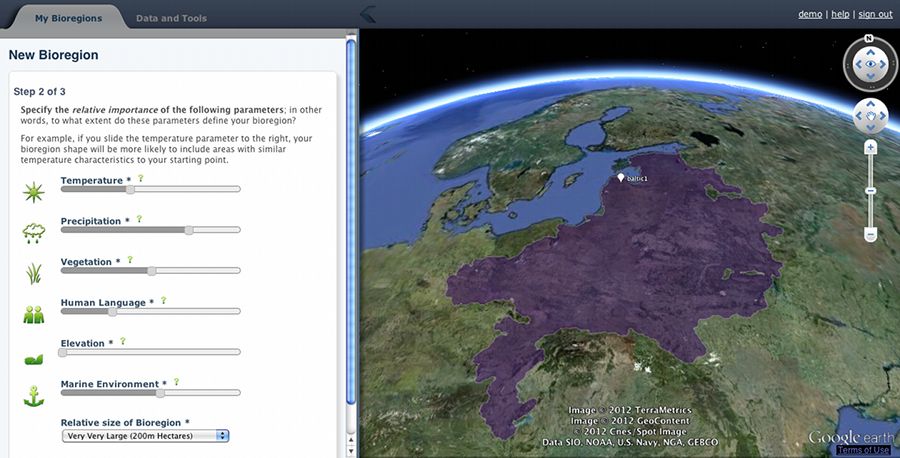 My Bioregions
Data and Tools
demo | help | sign out
New Bioregion
Step 2 of 3
Specify the relative importance of the following parameters; in other
words, to what extent do these parameters define your bioregion?
For example, if you slide the temperature parameter to the right, your
bioregion shape will be more likely to include areas with similar
temperature characteristics to your starting point.
Temperature * ?
Precipitation * ?
Vegetation * ?
Human Language * ?
Elevation * ?
Marine Environment * ?
Relative size of Bioregion *
Very Very Large (200m Hectares)
N
baltic1
Image © 2012 TerraMetrics
Image © 2012 GeoContent
© 2012 Cnes/Spot Image
Data SIO, NOAA, U.S. Navy, NGA, GEBCO
Google earth
Terms of Use